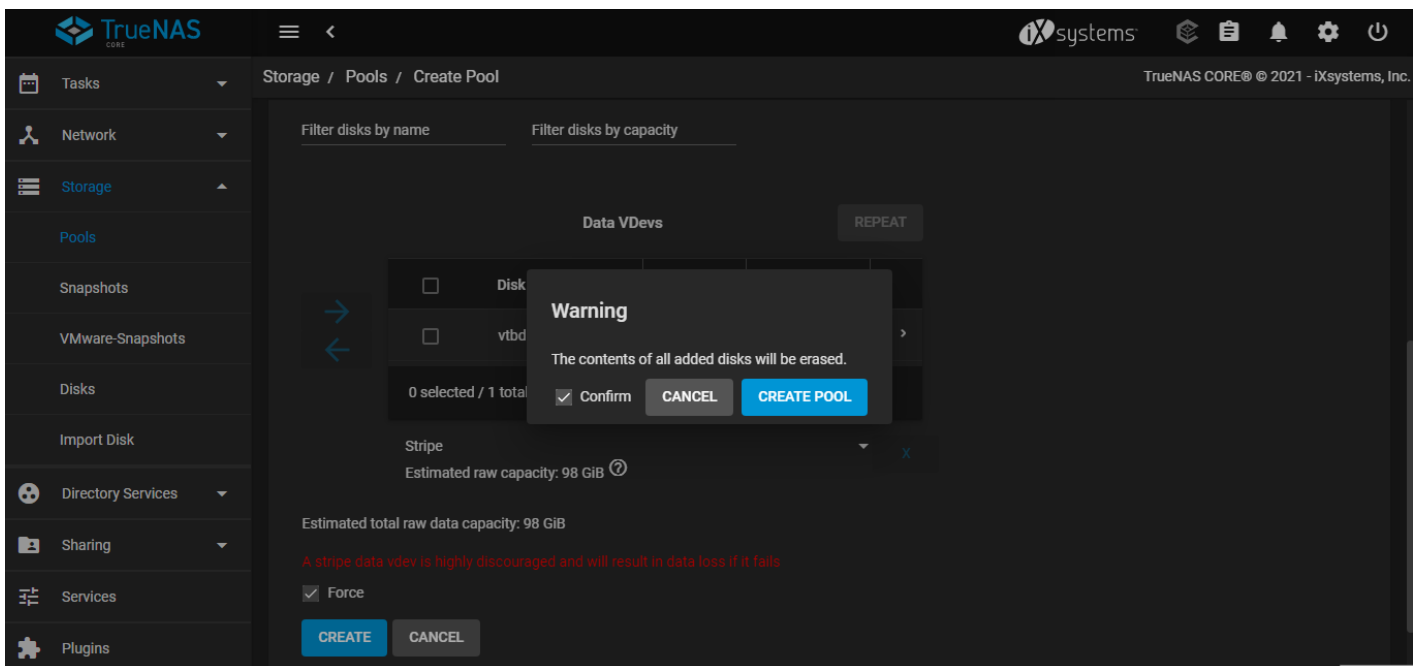 TrueNAS
CORE
iXsystems
Tasks
Storage / Pools / Create Pool
TrueNAS CORE® © 2021 - iXsystems, Inc.
Network
Filter disks by name
Filter disks by capacity
Storage
Pools
Data VDevs
REPEAT
Snapshots
Disk
Warning
VMware-Snapshots
vtbd
The contents of all added disks will be erased.
Disks
0 selected / 1 total
Confirm
CANCEL
CREATE POOL
Import Disk
Stripe
x
Estimated raw capacity: 98 GiB
Directory Services
Estimated total raw data capacity: 98 GiB
Sharing
A stripe data vdev is highly discouraged and will result in data loss if it fails
Services
Force
Plugins
CREATE
CANCEL